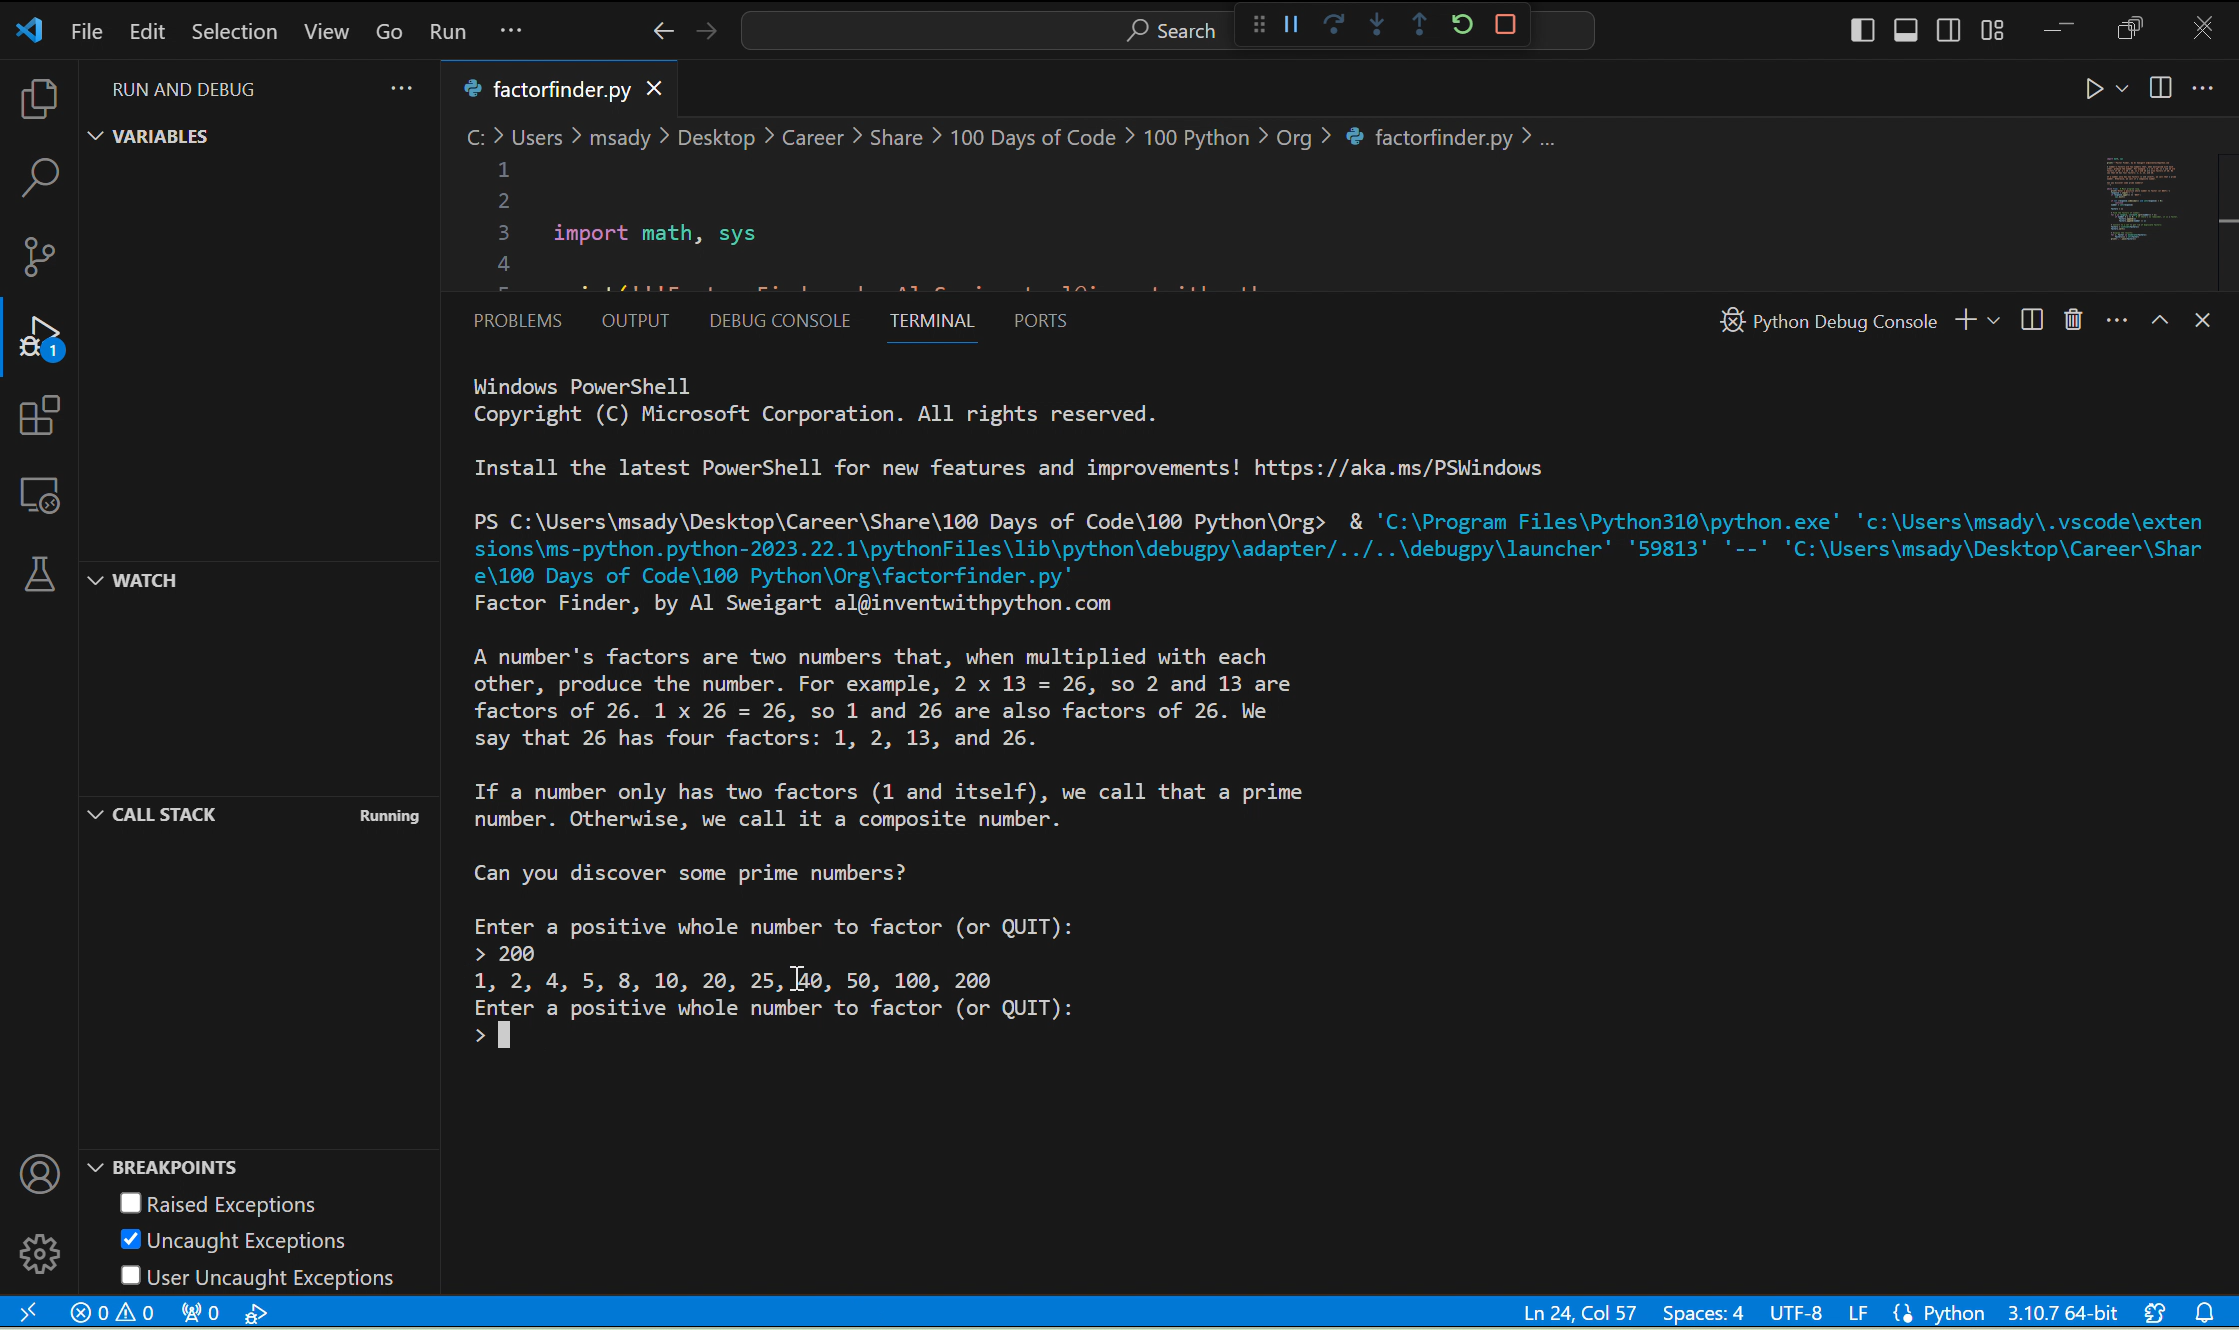 File Edit Selection View Go Run ··· Search
RUN AND DEBUG ···
factorfinder.py
VARIABLES
C: > Users > msady > Desktop > Career > Share > 100 Days of Code > 100 Python > Org > factorfinder.py > ...
1
2
3 import math, sys
4
PROBLEMS OUTPUT DEBUG CONSOLE TERMINAL PORTS
Python Debug Console
Windows PowerShell
Copyright (C) Microsoft Corporation. All rights reserved.
Install the latest PowerShell for new features and improvements! https://aka.ms/PSWindows
PS C:\Users\msady\Desktop\Career\Share\100 Days of Code\100 Python\Org> & 'C:\Program Files\Python310\python.exe' 'c:\Users\msady\.vscode\exten
sions\ms-python.python-2023.22.1\pythonFiles\lib\python\debugpy\adapter/../..\debugpy\launcher' '59813' '--' 'C:\Users\msady\Desktop\Career\Shar
e\100 Days of Code\100 Python\Org\factorfinder.py'
Factor Finder, by Al Sweigart al@inventwithpython.com
A number's factors are two numbers that, when multiplied with each
other, produce the number. For example, 2 x 13 = 26, so 2 and 13 are
factors of 26. 1 x 26 = 26, so 1 and 26 are also factors of 26. We
say that 26 has four factors: 1, 2, 13, and 26.
If a number only has two factors (1 and itself), we call that a prime
number. Otherwise, we call it a composite number.
Can you discover some prime numbers?
Enter a positive whole number to factor (or QUIT):
> 200
1, 2, 4, 5, 8, 10, 20, 25, 40, 50, 100, 200
Enter a positive whole number to factor (or QUIT):
>
WATCH
CALL STACK Running
BREAKPOINTS
Raised Exceptions
Uncaught Exceptions
User Uncaught Exceptions
1
0 0 0
Ln 24, Col 57 Spaces: 4 UTF-8 LF Python 3.10.7 64-bit